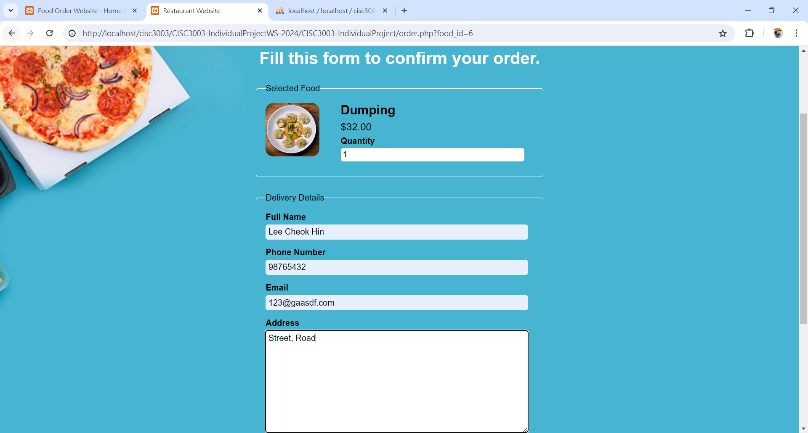 Food Order Website - Home
Restaurant Website
localhost / localhost / cisc300
http://localhost/cisc3003/CISC3003-IndividualProjectWS-2024/CISC3003-IndividualProject/order.php?food_id=6
Fill this form to confirm your order.
Selected Food
Dumping
$32.00
Quantity
1
Delivery Details
Full Name
Lee Cheok Hin
Phone Number
98765432
Email
123@gaasdf.com
Address
Street, Road